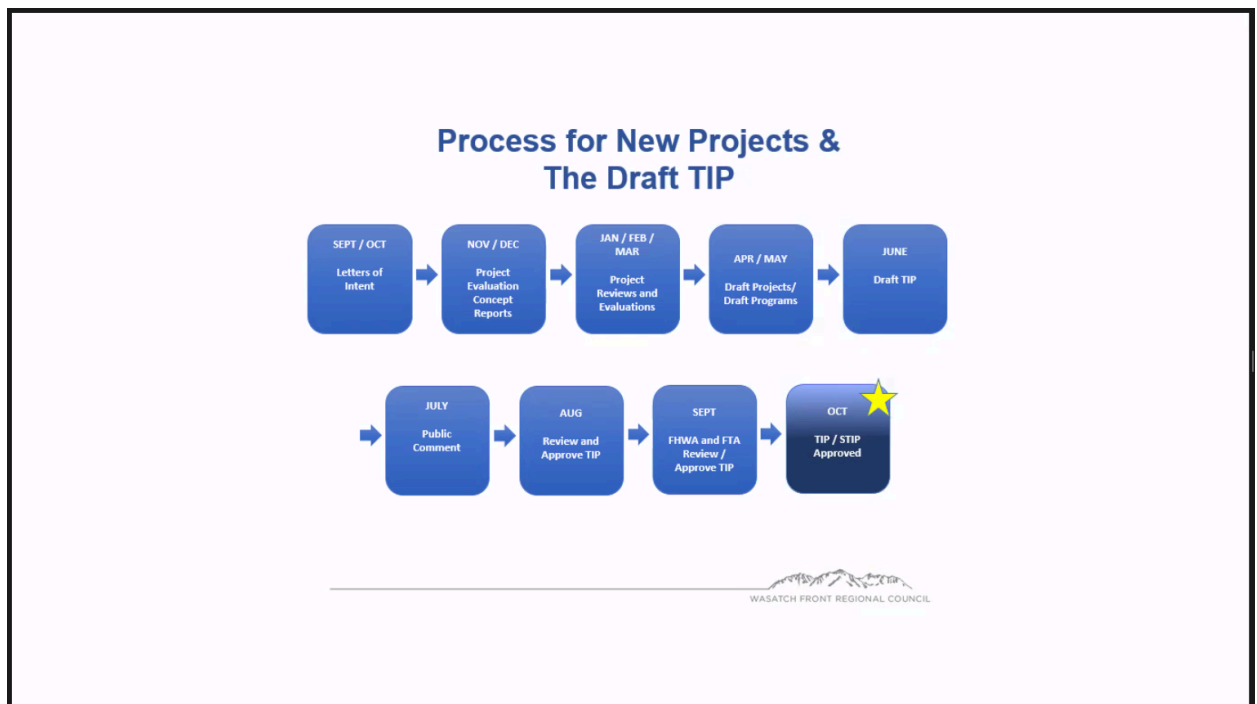 Process for New Projects &
The Draft TIP
SEPT / OCT
Letters of
Intent
NOV / DEC
Project
Evaluation
Concept
Reports
JAN / FEB /
MAR
Project
Reviews and
Evaluations
APR / MAY
Draft Projects/
Draft Programs
JUNE
Draft TIP
JULY
Public
Comment
AUG
Review and
Approve TIP
SEPT
FHWA and FTA
Review /
Approve TIP
OCT
TIP / STIP
Approved
WASATCH FRONT REGIONAL COUNCIL